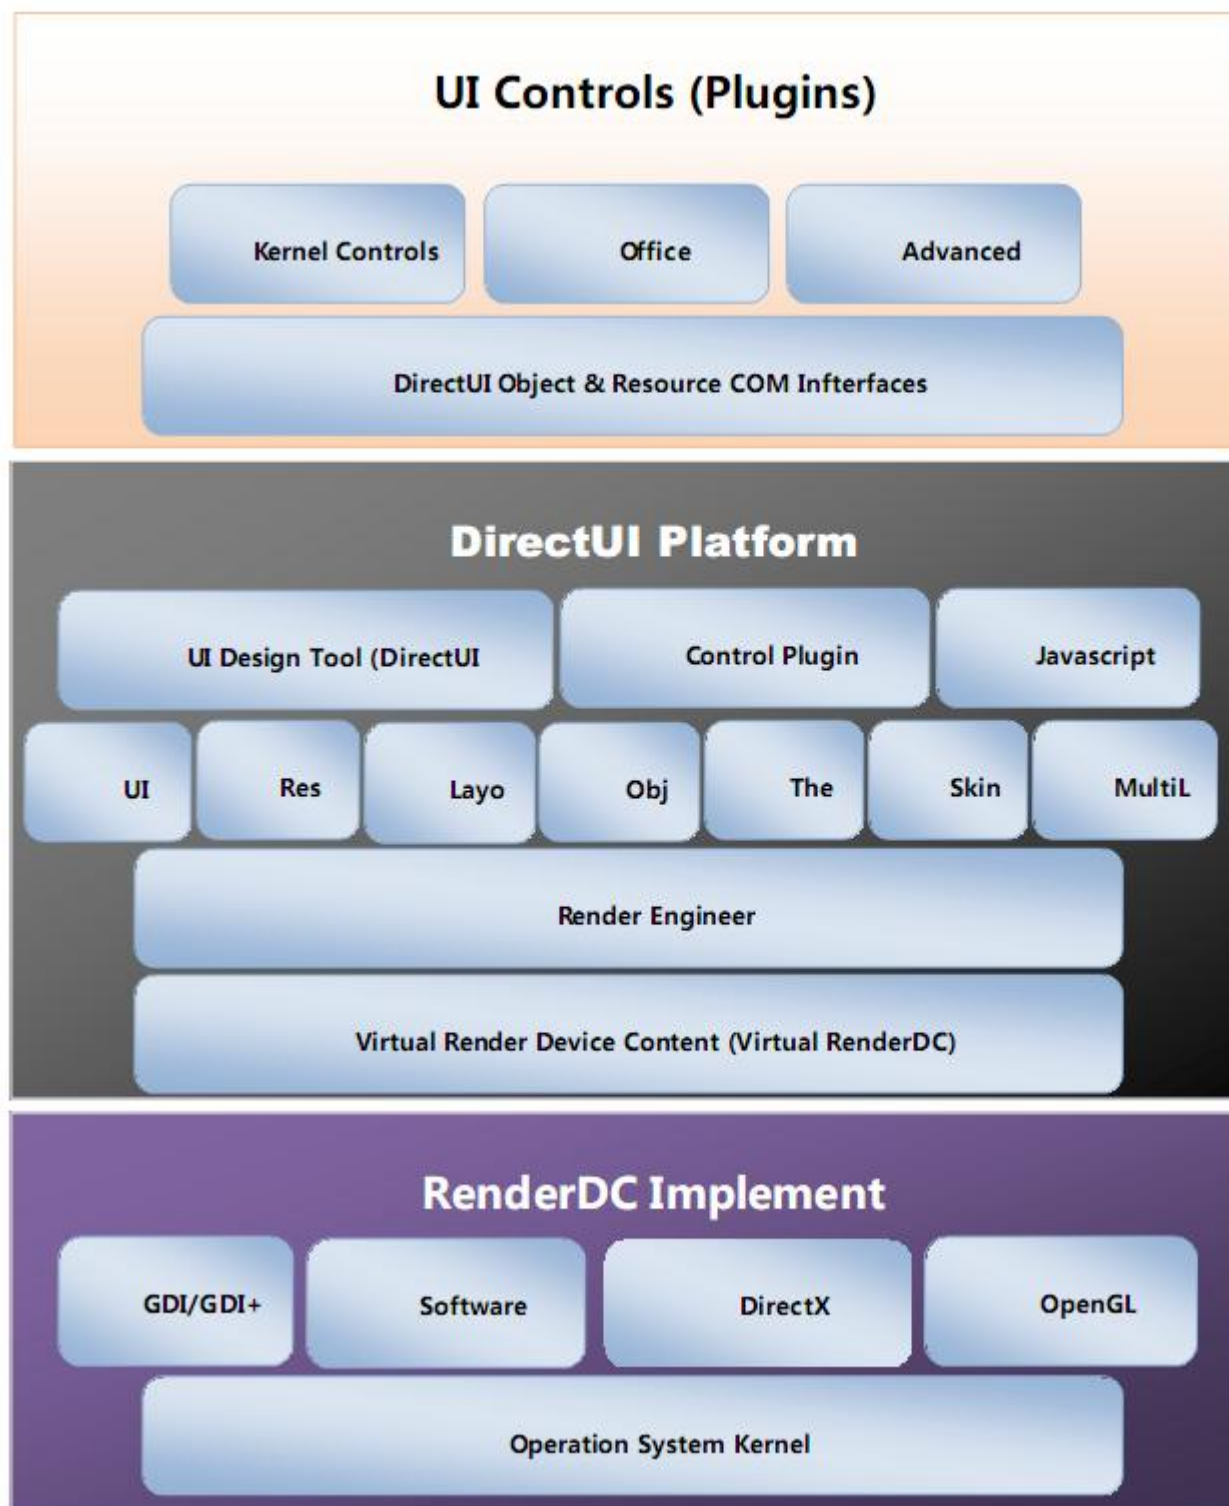 UI Controls (Plugins)
Kernel Controls
Office
Advanced
DirectUI Object & Resource COM Infterfaces
DirectUI Platform
UI Design Tool (DirectUI
Control Plugin
Javascript
UI
Res
Layo
Obj
The
Skin
MultiL
Render Engineer
Virtual Render Device Content (Virtual RenderDC)
RenderDC Implement
GDI/GDI+
Software
DirectX
OpenGL
Operation System Kernel